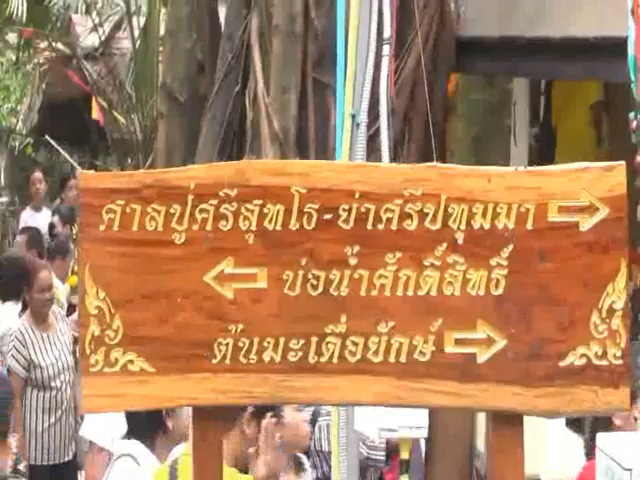 ศาลปู่ศรีสุทโธ-ย่าศรีปทุมมา
บ่อน้ำศักดิ์สิทธิ์
ต้นมะเดื่อยักษ์